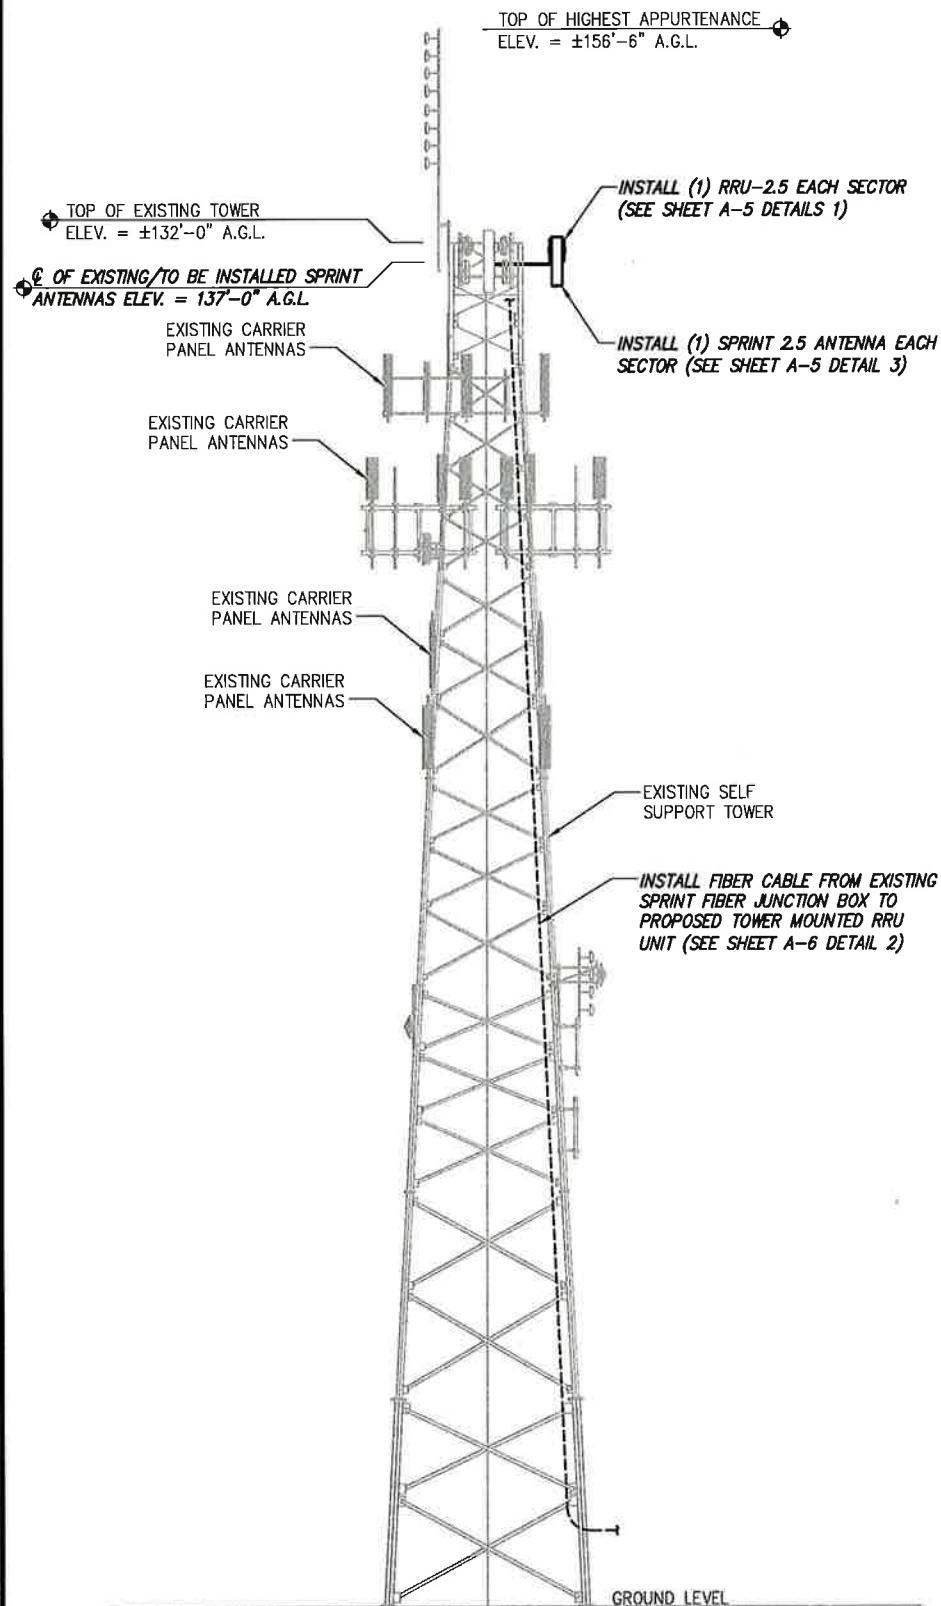 TOP OF HIGHEST APPURTENANCE
ELEV. = ±156'-6" A.G.L.
INSTALL (1) RRU-2.5 EACH SECTOR
(SEE SHEET A-5 DETAILS 1)
TOP OF EXISTING TOWER
ELEV. = ±132'-0" A.G.L.
℄ OF EXISTING/TO BE INSTALLED SPRINT
ANTENNAS ELEV. = 137'-0" A.G.L
INSTALL (1) SPRINT 2.5 ANTENNA EACH
SECTOR (SEE SHEET A-5 DETAIL 3)
EXISTING CARRIER
PANEL ANTENNAS
EXISTING CARRIER
PANEL ANTENNAS
EXISTING CARRIER
PANEL ANTENNAS
EXISTING CARRIER
PANEL ANTENNAS
EXISTING SELF
SUPPORT TOWER
INSTALL FIBER CABLE FROM EXISTING
SPRINT FIBER JUNCTION BOX TO
PROPOSED TOWER MOUNTED RRU
UNIT (SEE SHEET A-6 DETAIL 2)
GROUND LEVEL